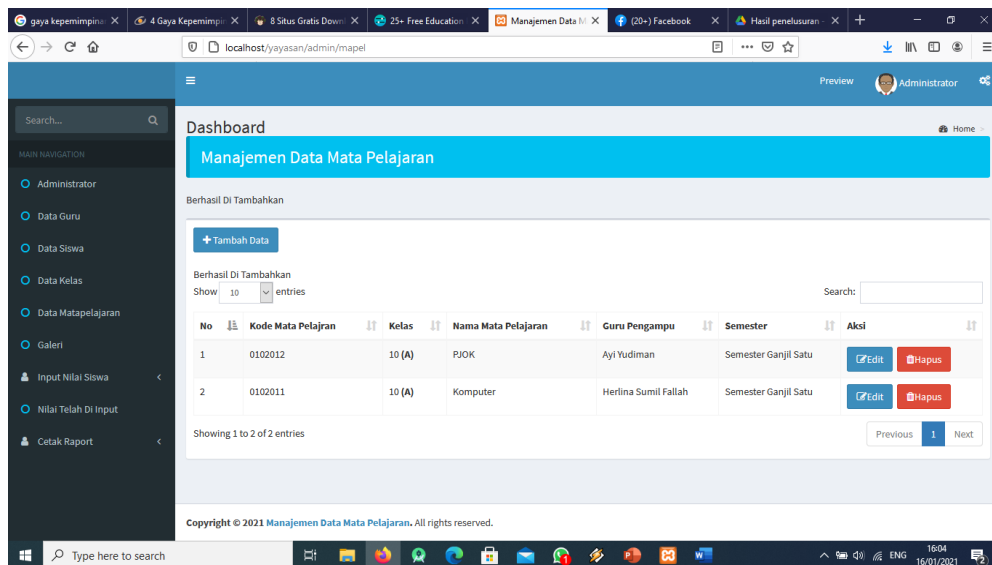 gaya kepemimpina
4 Gaya Kepemimpin
8 Situs Gratis Downl
25+ Free Education
Manajemen Data M
(20+) Facebook
Hasil penelusuran -
localhost/yayasan/admin/mapel
Preview
Administrator
Search...
Dashboard
Home >
MAIN NAVIGATION
Manajemen Data Mata Pelajaran
Administrator
Berhasil Di Tambahkan
Data Guru
Data Siswa
Data Kelas
Data Matapelajaran
Galeri
Input Nilai Siswa
Nilai Telah Di Input
Cetak Raport
Tambah Data
Berhasil Di Tambahkan
Show 10 entries Search:
No Kode Mata Pelajran Kelas Nama Mata Pelajaran Guru Pengampu Semester Aksi
1 0102012 10 (A) PJOK Ayi Yudiman Semester Ganjil Satu Edit Hapus
2 0102011 10 (A) Komputer Herlina Sumil Fallah Semester Ganjil Satu Edit Hapus
Showing 1 to 2 of 2 entries Previous 1 Next
Copyright © 2021 Manajemen Data Mata Pelajaran. All rights reserved.
Type here to search
ENG
16:04
16/01/2021
2